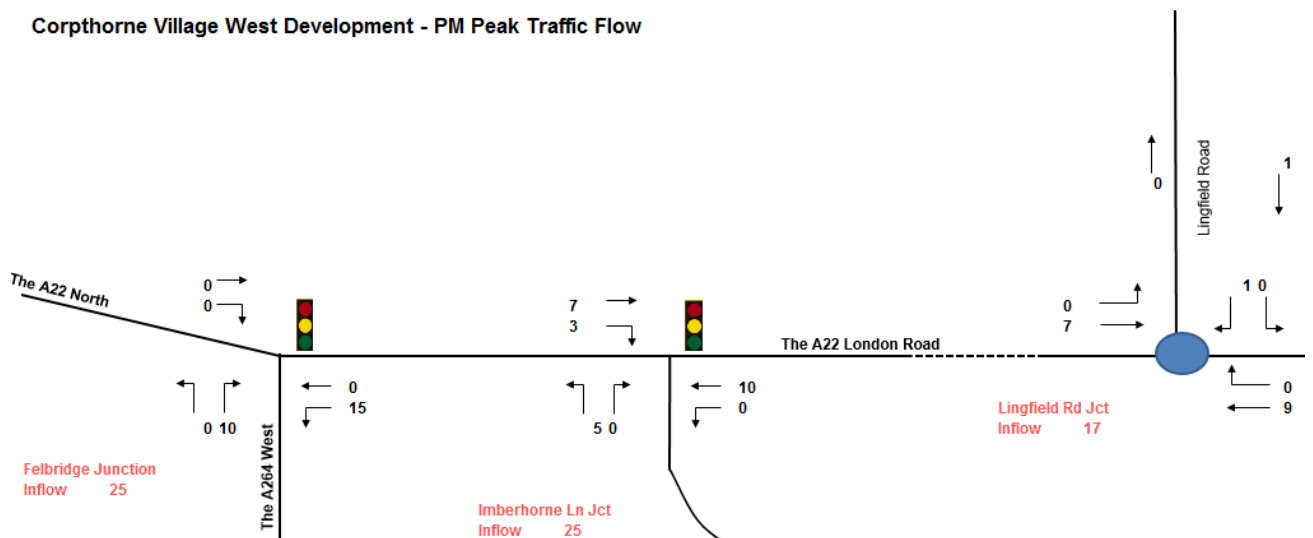 Corpthorne Village West Development - PM Peak Traffic Flow
Lingfield Road
0
1
The A22 North
0
0
7
3
0
7
1 0
The A22 London Road
0
15
0 10
10
0
5 0
0
9
Lingfield Rd Jct
Inflow 17
The A264 West
Felbridge Junction
Inflow 25
Imberhorne Ln Jct
Inflow 25